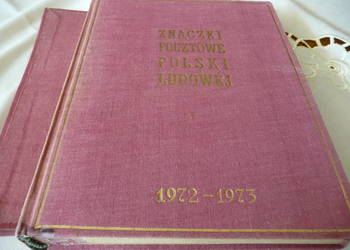 ZNACZKI
POCZTOWE
POLSKI
LUDOWEJ
1972-1973